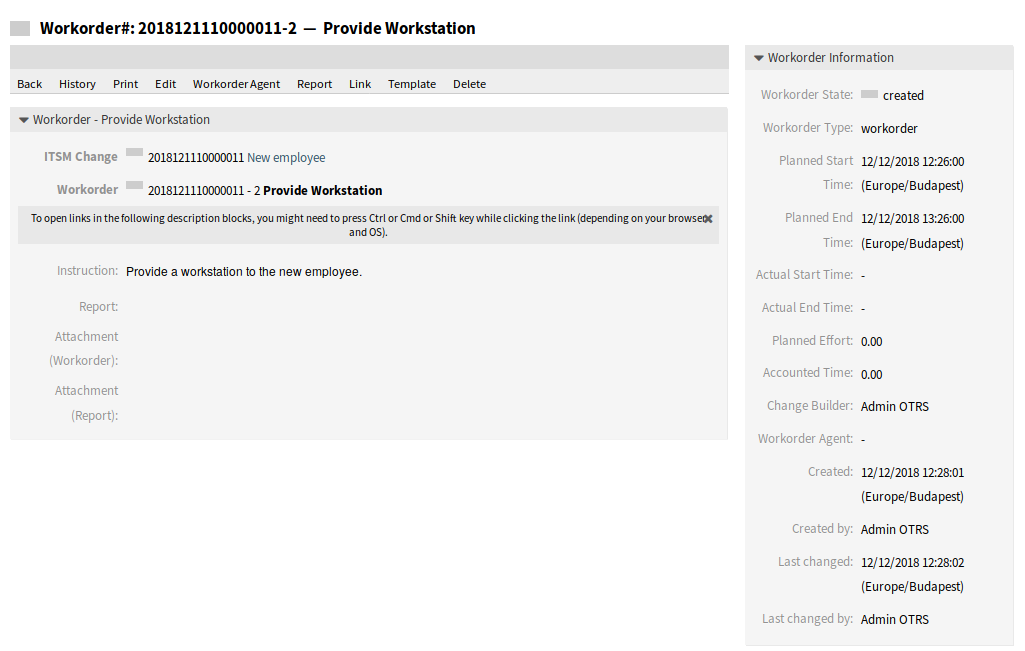 Workorder#: 2018121110000011-2 — Provide Workstation
Back History Print Edit Workorder Agent Report Link Template Delete
Workorder - Provide Workstation
ITSM Change 2018121110000011 New employee
Workorder 2018121110000011 - 2 Provide Workstation
To open links in the following description blocks, you might need to press Ctrl or Cmd or Shift key while clicking the link (depending on your browser
and OS).
Instruction: Provide a workstation to the new employee.
Report:
Attachment
(Workorder):
Attachment
(Report):
Workorder Information
Workorder State: created
Workorder Type: workorder
Planned Start 12/12/2018 12:26:00
Time: (Europe/Budapest)
Planned End 12/12/2018 13:26:00
Time: (Europe/Budapest)
Actual Start Time: -
Actual End Time: -
Planned Effort: 0.00
Accounted Time: 0.00
Change Builder: Admin OTRS
Workorder Agent: -
Created: 12/12/2018 12:28:01
(Europe/Budapest)
Created by: Admin OTRS
Last changed: 12/12/2018 12:28:02
(Europe/Budapest)
Last changed by: Admin OTRS